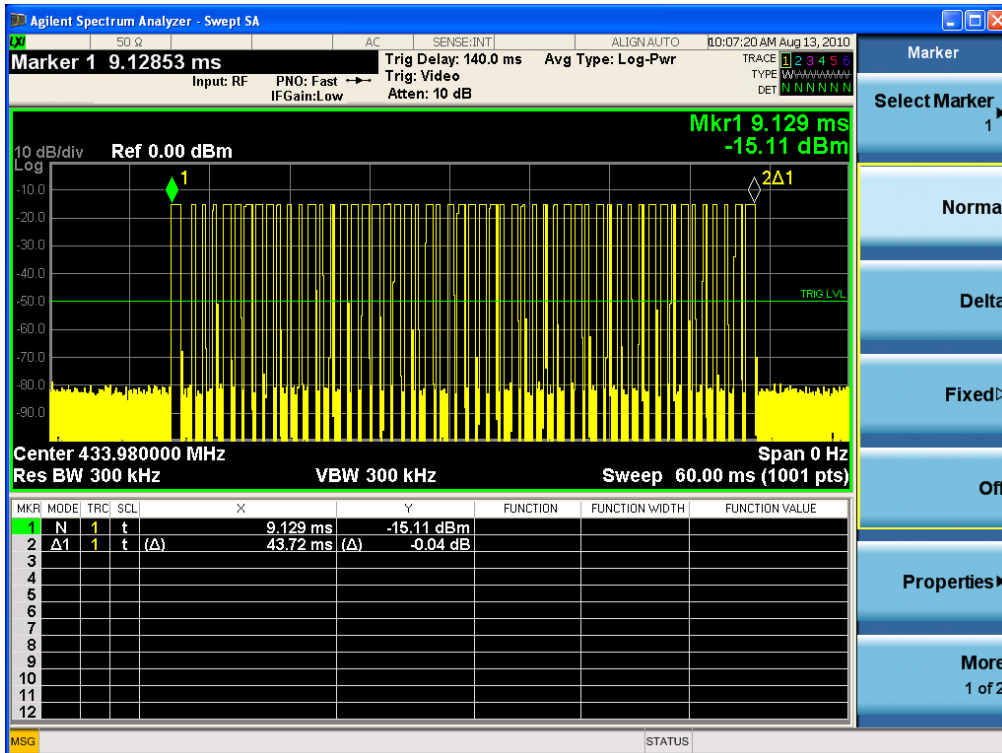 Agilent Spectrum Analyzer - Swept SA
LXI 50 Ω AC SENSE:INT ALIGN AUTO 10:07:20 AM Aug 13, 2010
Marker 1 9.12853 ms
Input: RF PNO: Fast IFGain:Low
Trig Delay: 140.0 ms
Trig: Video
Atten: 10 dB
Avg Type: Log-Pwr
TRACE 1 2 3 4 5 6
TYPE
DET N N N N N N
Mkr1 9.129 ms
-15.11 dBm
10 dB/div Ref 0.00 dBm
Log
1
2Δ1
-10.0
-20.0
-30.0
-40.0
-50.0
TRIG LVL
-60.0
-70.0
-80.0
-90.0
Center 433.980000 MHz Span 0 Hz
Res BW 300 kHz VBW 300 kHz Sweep 60.00 ms (1001 pts)
MKR MODE TRC SCL X Y FUNCTION FUNCTION WIDTH FUNCTION VALUE
1 N 1 t 9.129 ms -15.11 dBm
2 Δ1 1 t (Δ) 43.72 ms (Δ) -0.04 dB
3
4
5
6
7
8
9
10
11
12
MSG STATUS
Marker
Select Marker
1
Norma
Delta
Fixed
Off
Properties
More
1 of 2